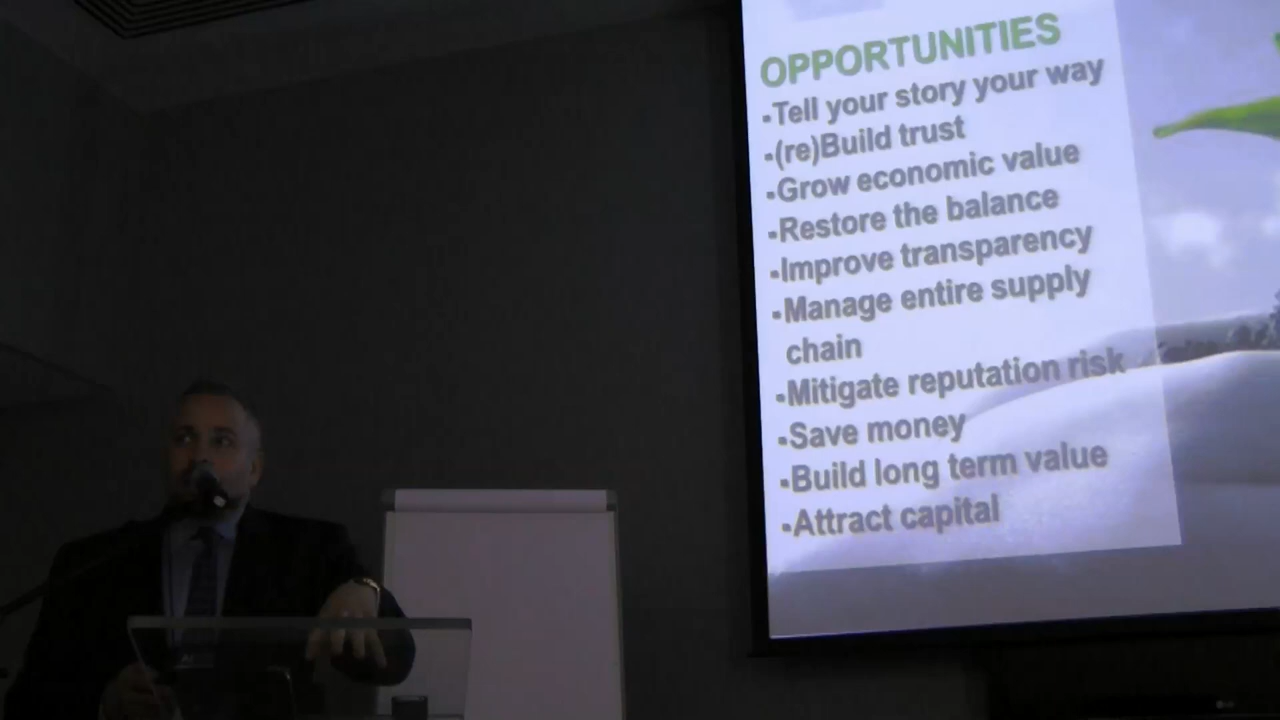 OPPORTUNITIES
▪Tell your story your way
▪(re)Build trust
▪Grow economic value
▪Restore the balance
▪Improve transparency
▪Manage entire supply
chain
▪Mitigate reputation risk
▪Save money
▪Build long term value
▪Attract capital